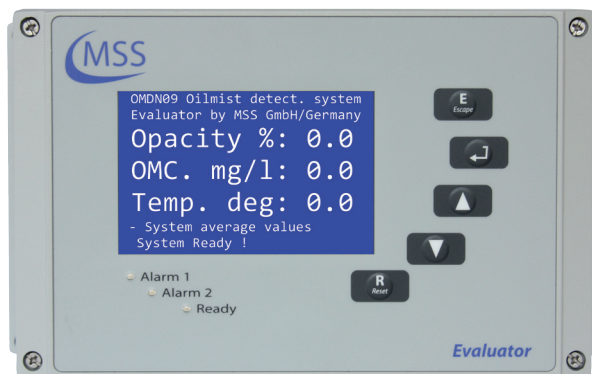 MSS
OMDN09 Oilmist detect. system
Evaluator by MSS GmbH/Germany
Opacity %: 0.0
OMC. mg/l: 0.0
Temp. deg: 0.0
- System average values
System Ready !
E
Escape
R
Reset
Alarm 1
Alarm 2
Ready
Evaluator